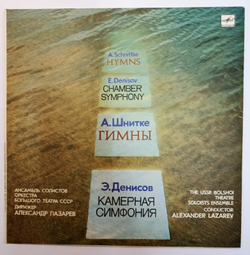 A. Schnittke
HYMNS
E. Denisov
CHAMBER
SYMPHONY
А. Шнитке
ГИМНЫ
Э. Денисов
КАМЕРНАЯ
СИМФОНИЯ
АНСАМБЛЬ СОЛИСТОВ
ОРКЕСТРА
БОЛЬШОГО ТЕАТРА СССР
ДИРИЖЕР
АЛЕКСАНДР ЛАЗАРЕВ
THE USSR BOLSHOI
THEATRE
SOLOISTS ENSEMBLE
CONDUCTOR
ALEXANDER LAZAREV